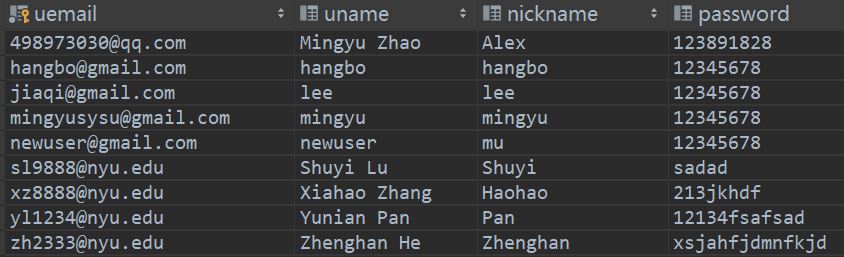 uemail uname nickname password
498973030@qq.com Mingyu Zhao Alex 123891828
hangbo@gmail.com hangbo hangbo 12345678
jiaqi@gmail.com lee lee 12345678
mingyusysu@gmail.com mingyu mingyu 12345678
newuser@gmail.com newuser mu 12345678
sl9888@nyu.edu Shuyi Lu Shuyi sadad
xz8888@nyu.edu Xiahao Zhang Haohao 213jkhdf
yl1234@nyu.edu Yunian Pan Pan 12134fsafsad
zh2333@nyu.edu Zhenghan He Zhenghan xsjahfjdmnfkjd